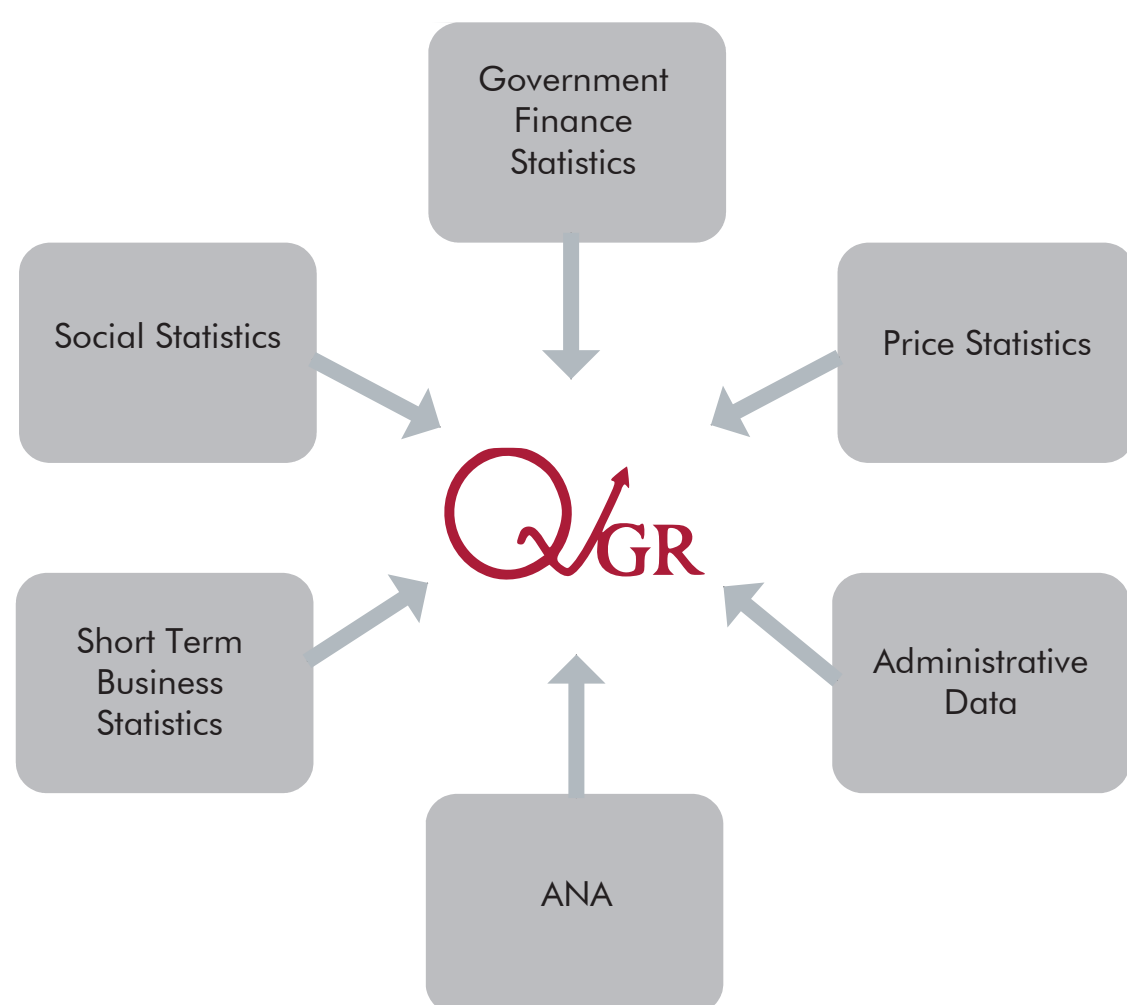 Government
Finance
Statistics
Social Statistics
Price Statistics
QGR
Short Term
Business
Statistics
Administrative
Data
ANA